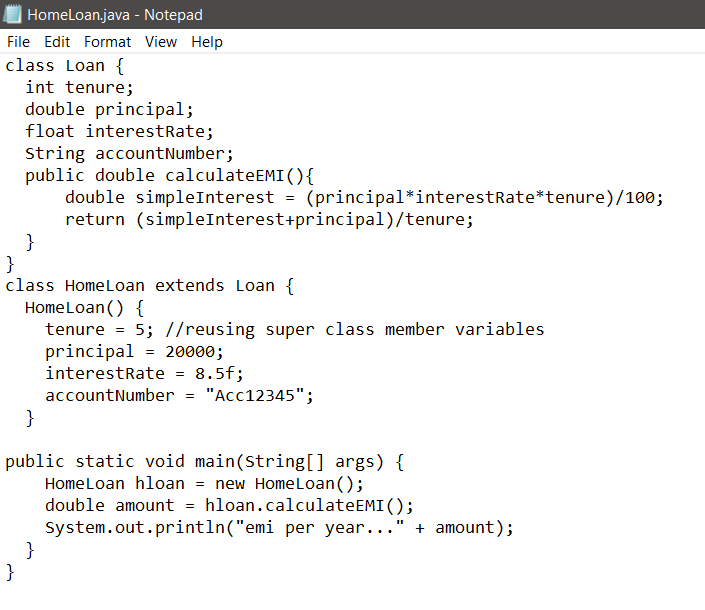 HomeLoan.java - Notepad
File Edit Format View Help
class Loan {
  int tenure;
  double principal;
  float interestRate;
  String accountNumber;
  public double calculateEMI(){
      double simpleInterest = (principal*interestRate*tenure)/100;
      return (simpleInterest+principal)/tenure;
  }
}
class HomeLoan extends Loan {
  HomeLoan() {
    tenure = 5; //reusing super class member variables
    principal = 20000;
    interestRate = 8.5f;
    accountNumber = "Acc12345";
  }

public static void main(String[] args) {
    HomeLoan hloan = new HomeLoan();
    double amount = hloan.calculateEMI();
    System.out.println("emi per year..." + amount);
  }
}